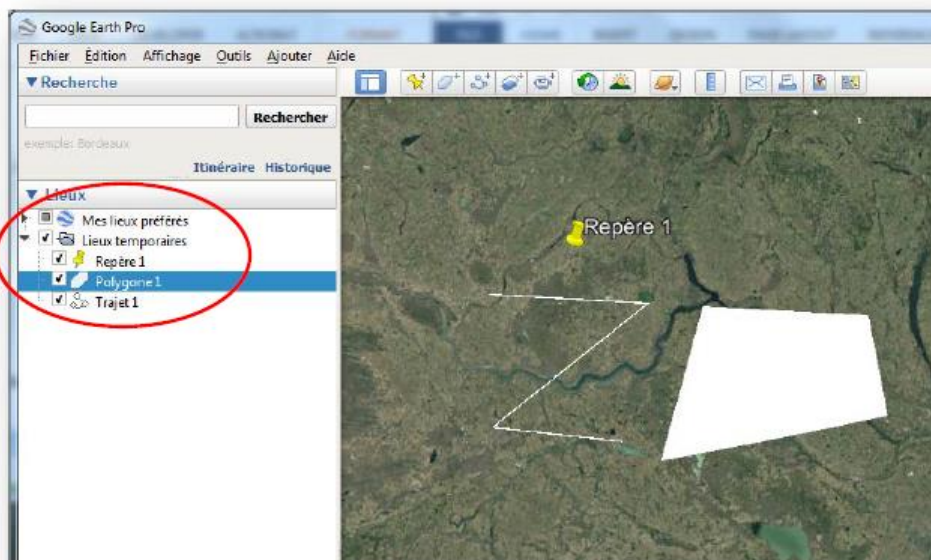 Google Earth Pro
Fichier Édition Affichage Outils Ajouter Aide
Recherche
Rechercher
exemple: Bordeaux
Itinéraire Historique
Lieux
Mes lieux préférés
Lieux temporaires
Repère 1
Polygone 1
Trajet 1
Repère 1